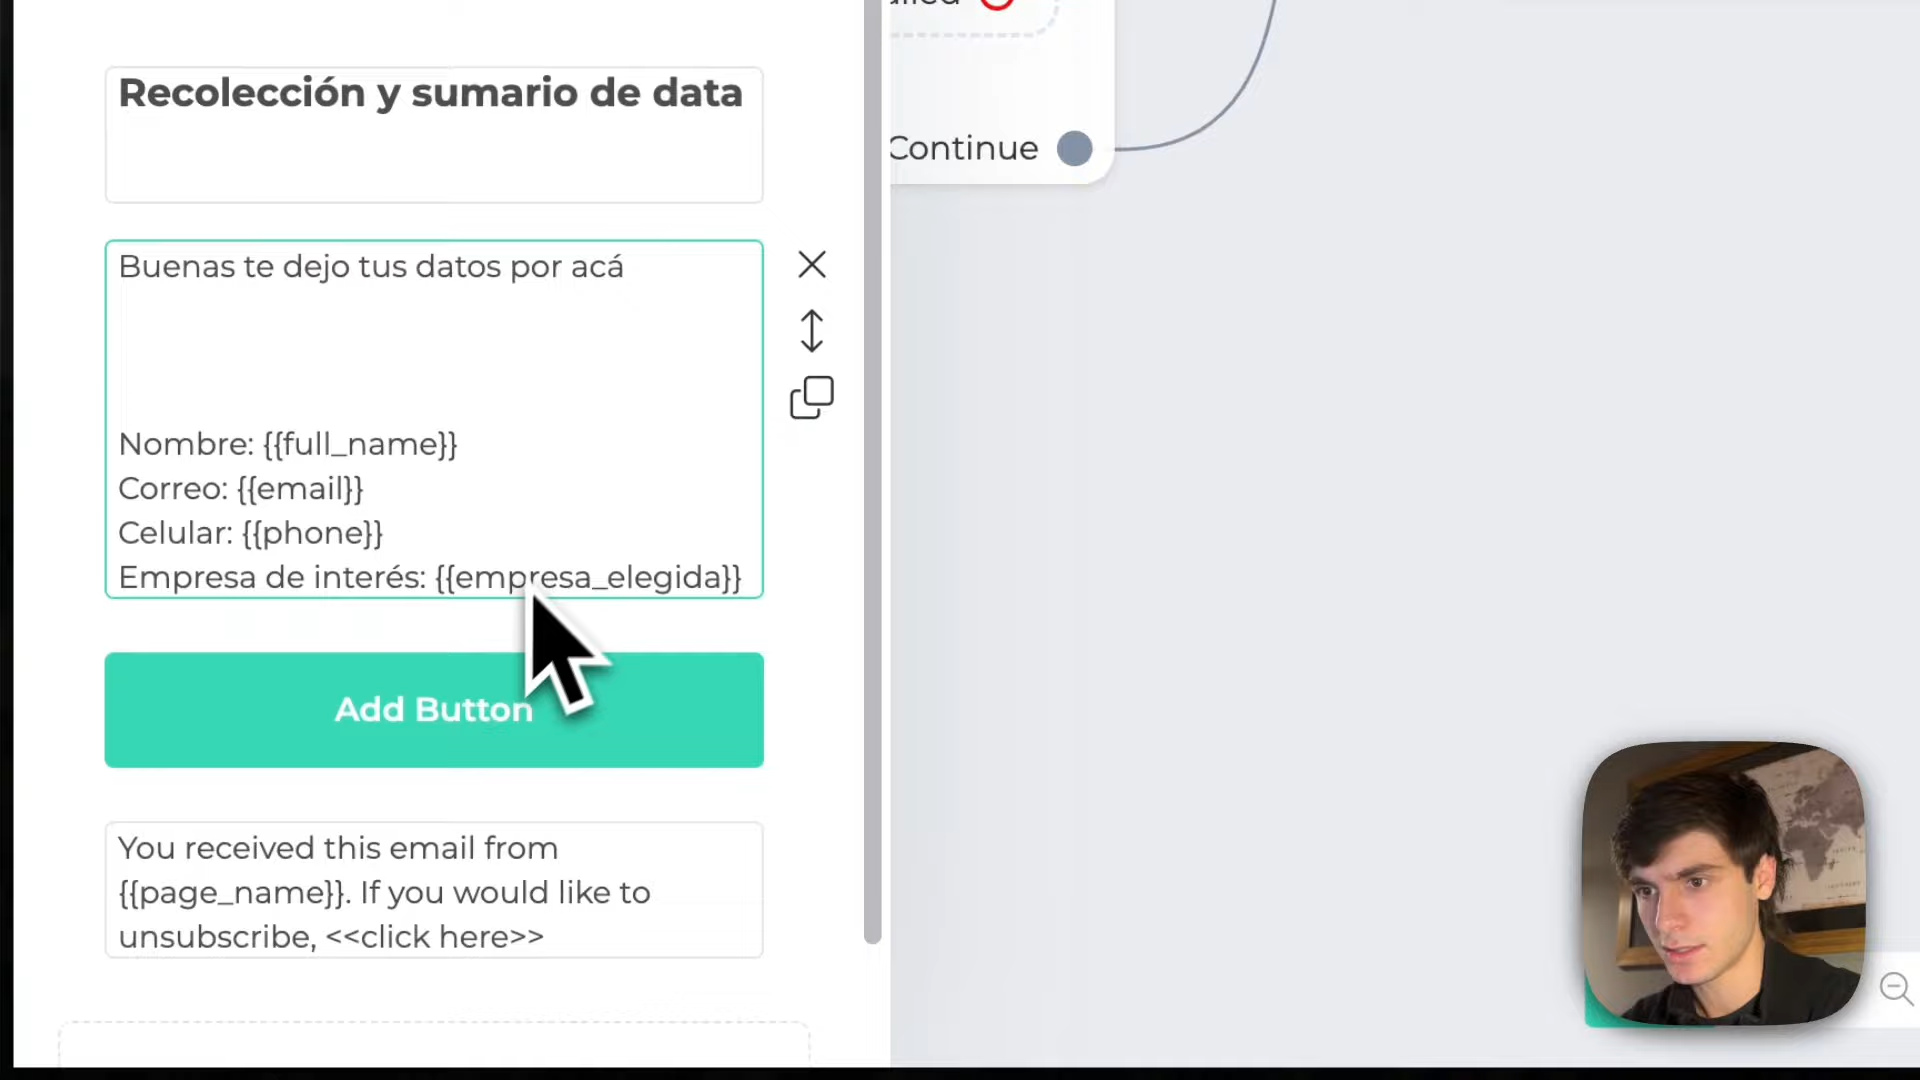 Recolección y sumario de data
Buenas te dejo tus datos por acá
Nombre: {{full_name}}
Correo: {{email}}
Celular: {{phone}}
Empresa de interés: {{empresa_elegida}}
Add Button
You received this email from
{{page_name}}. If you would like to
unsubscribe, <<click here>>
Continue